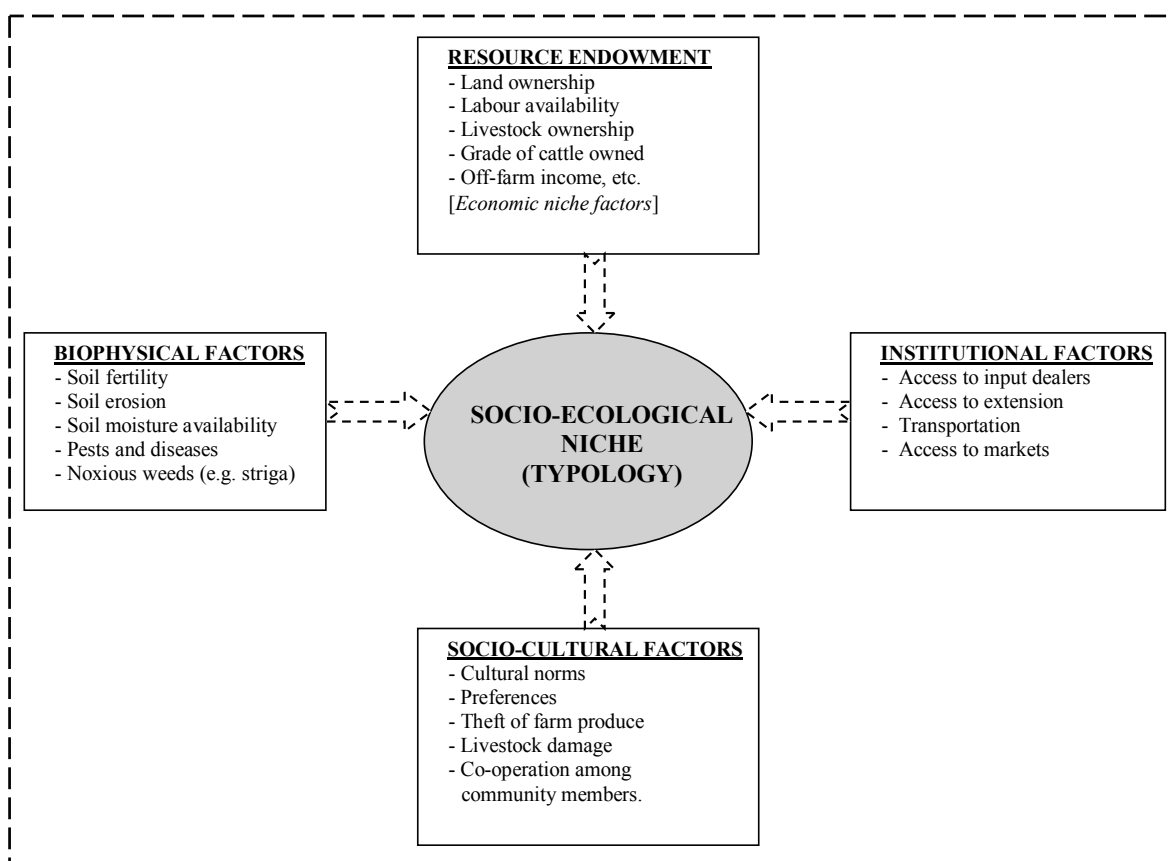 RESOURCE ENDOWMENT
- Land ownership
- Labour availability
- Livestock ownership
- Grade of cattle owned
- Off-farm income, etc.
[Economic niche factors]
BIOPHYSICAL FACTORS
- Soil fertility
- Soil erosion
- Soil moisture availability
- Pests and diseases
- Noxious weeds (e.g. striga)
SOCIO-ECOLOGICAL
NICHE
(TYPOLOGY)
INSTITUTIONAL FACTORS
- Access to input dealers
- Access to extension
- Transportation
- Access to markets
SOCIO-CULTURAL FACTORS
- Cultural norms
- Preferences
- Theft of farm produce
- Livestock damage
- Co-operation among
community members.